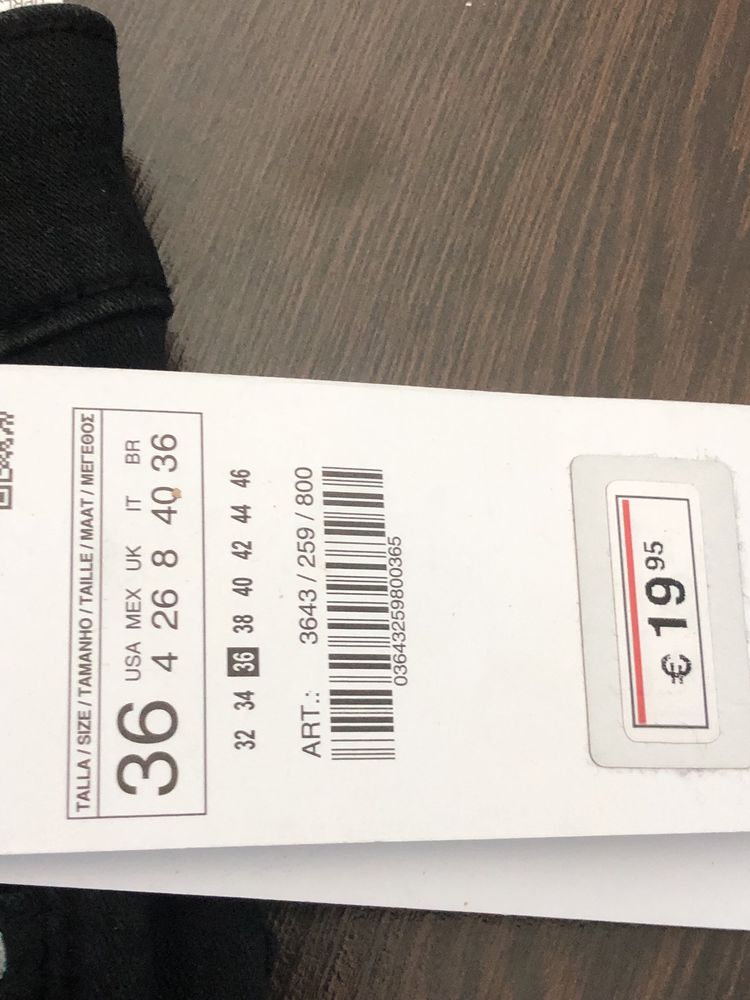 TALLA / SIZE / TAMANHO / TAILLE / MAAT / ΜΕΓΕΘΟΣ
36 USA MEX UK IT BR
4 26 8 40 36
32 34 36 38 40 42 44 46
ART.: 3643 / 259 / 800
03643259800365
€ 19 95